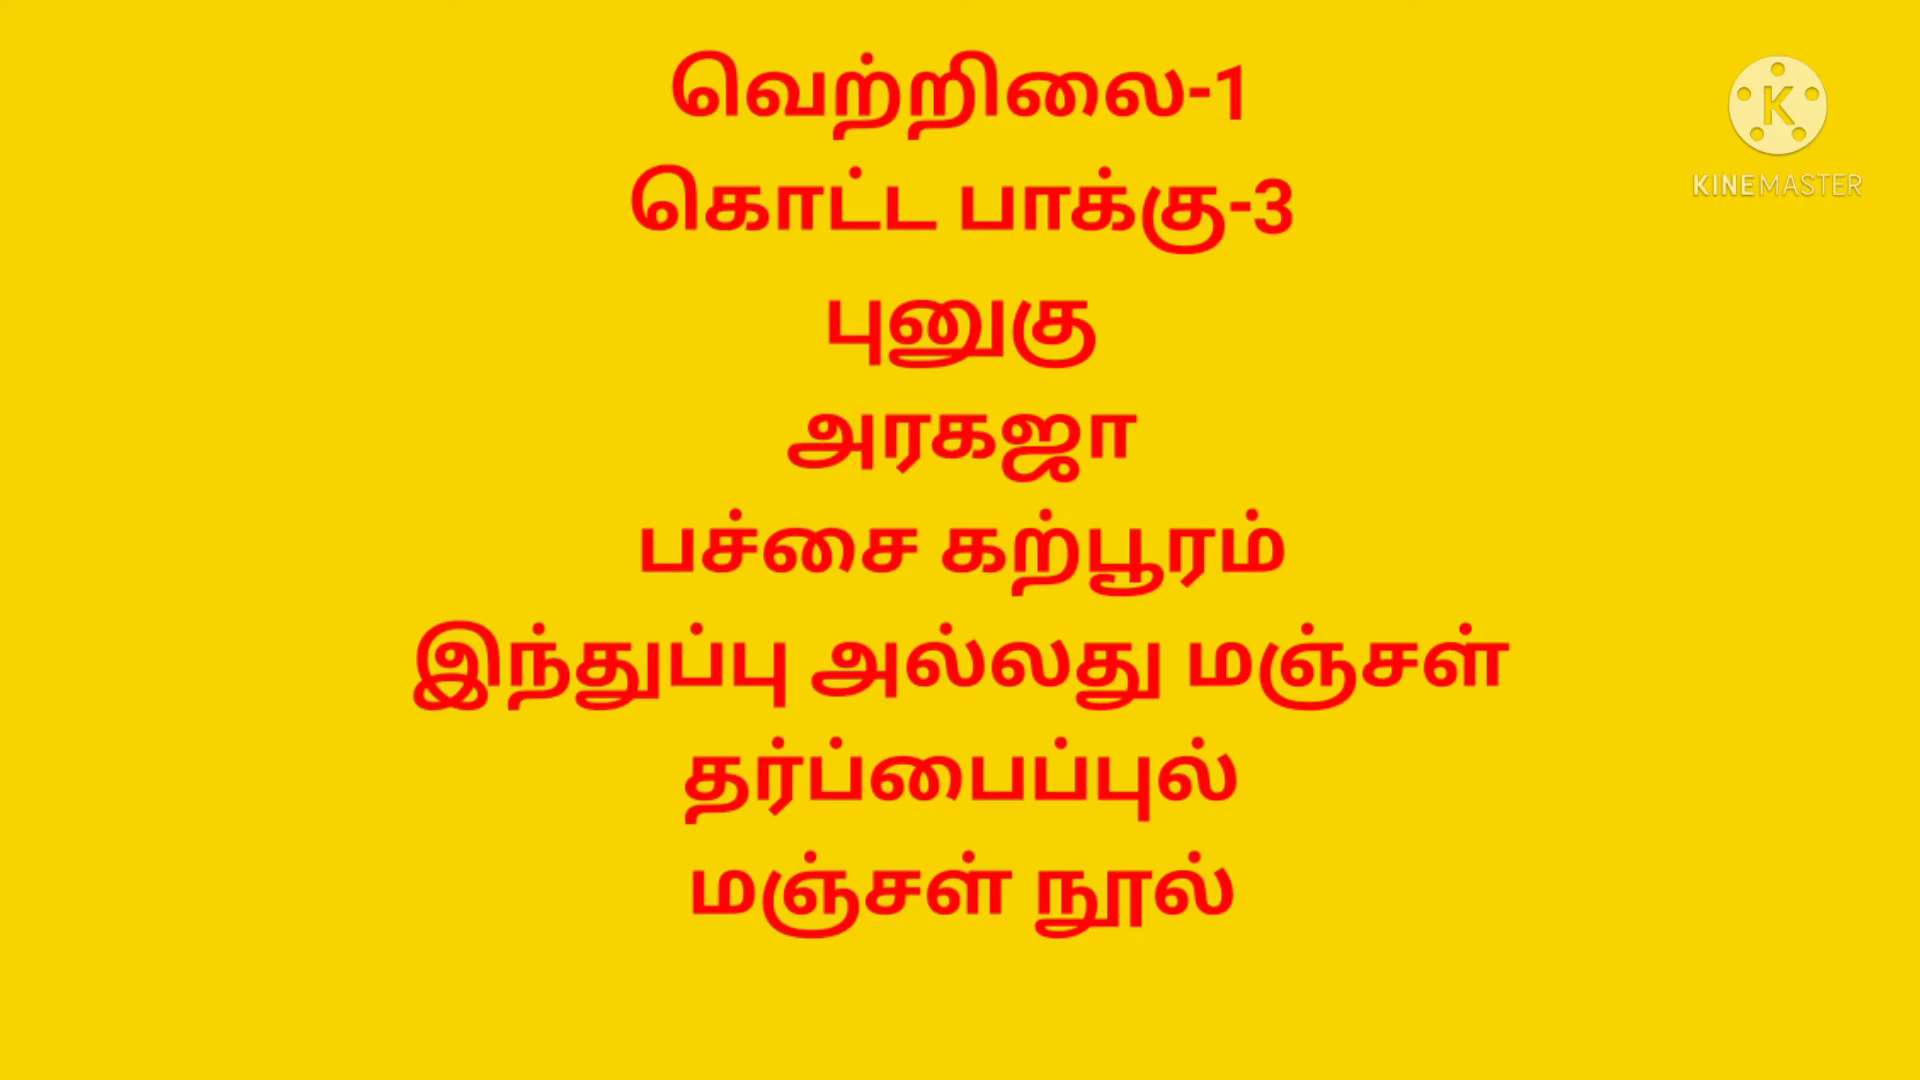 வெற்றிலை-1
கொட்ட பாக்கு-3
புனுகு
அரகஜா
பச்சை கற்பூரம்
இந்துப்பு அல்லது மஞ்சள்
தர்ப்பைப்புல்
மஞ்சள் நூல்
K
KINEMASTER